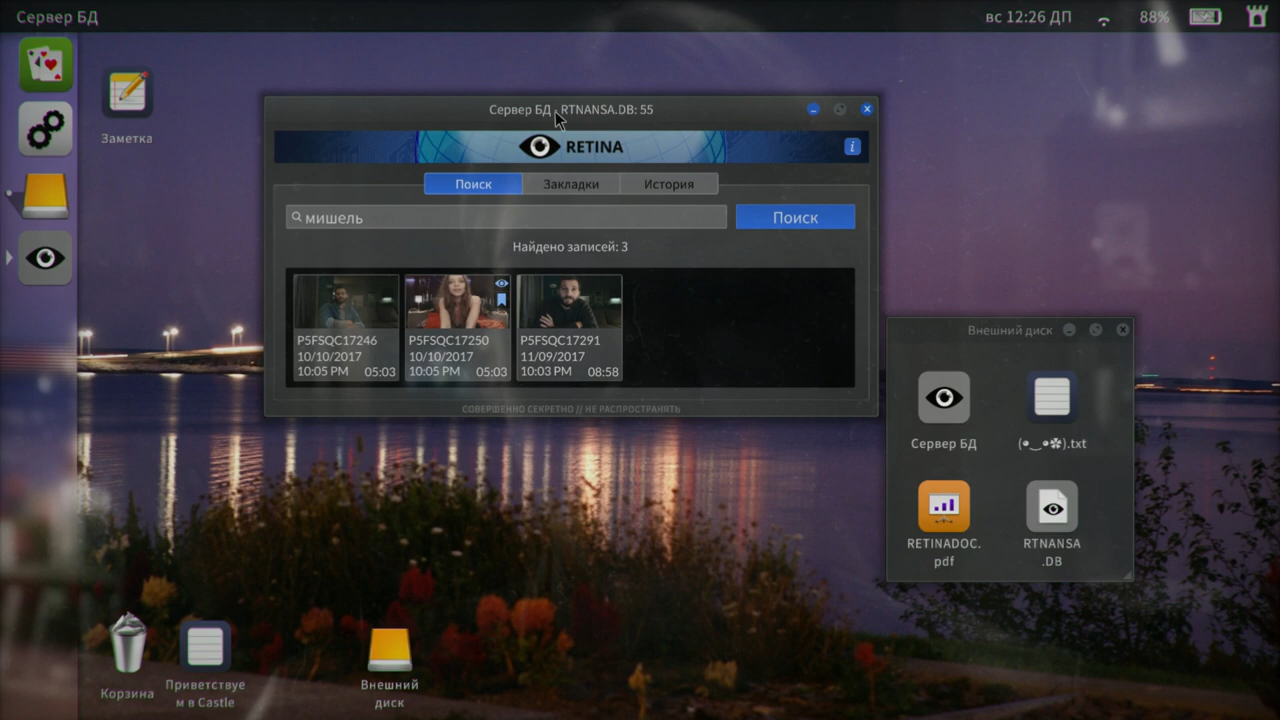 Сервер БД
вс 12:26 ДП
88%
Заметка
Сервер БД - RTNANSA.DB: 55
RETINA
i
Поиск
Закладки
История
мишель
Поиск
Найдено записей: 3
P5FSQC17246
10/10/2017
10:05 PM 05:03
P5FSQC17250
10/10/2017
10:05 PM 05:03
P5FSQC17291
11/09/2017
10:03 PM 08:58
СОВЕРШЕННО СЕКРЕТНО // НЕ РАСПРОСТРАНЯТЬ
Внешний диск
Сервер БД
(•‿•✿).txt
RETINADOC.
pdf
RTNANSA
.DB
Корзина
Приветствуе
м в Castle
Внешний
диск